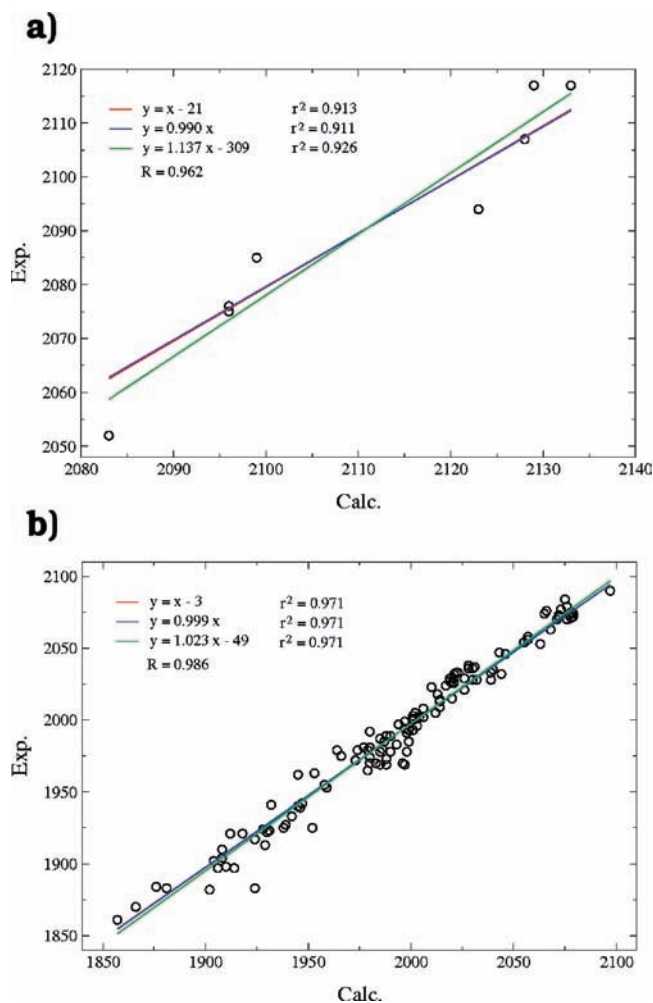 a)
2120
2110
2100
2090
2080
2070
2060
2050
Exp.
y = x - 21 r² = 0.913
y = 0.990 x r² = 0.911
y = 1.137 x - 309 r² = 0.926
R = 0.962
2080 2090 2100 2110 2120 2130 2140
Calc.
b)
2100
2050
2000
1950
1900
1850
Exp.
y = x - 3 r² = 0.971
y = 0.999 x r² = 0.971
y = 1.023 x - 49 r² = 0.971
R = 0.986
1850 1900 1950 2000 2050 2100
Calc.